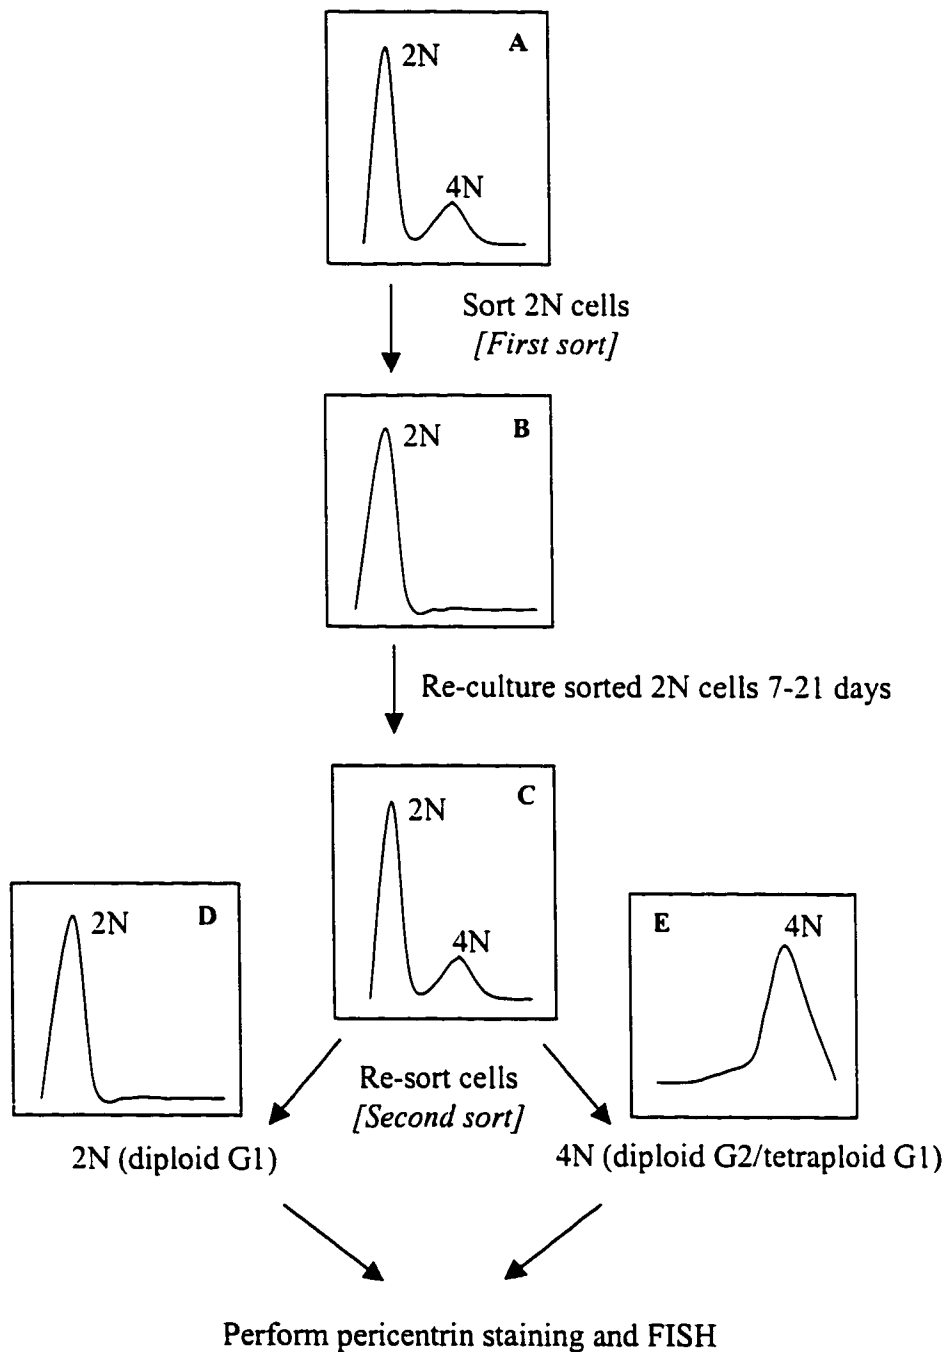 A
2N
4N
Sort 2N cells
[First sort]
B
2N
Re-culture sorted 2N cells 7-21 days
C
2N
4N
D
2N
E
4N
Re-sort cells
[Second sort]
2N (diploid G1)
4N (diploid G2/tetraploid G1)
Perform pericentrin staining and FISH